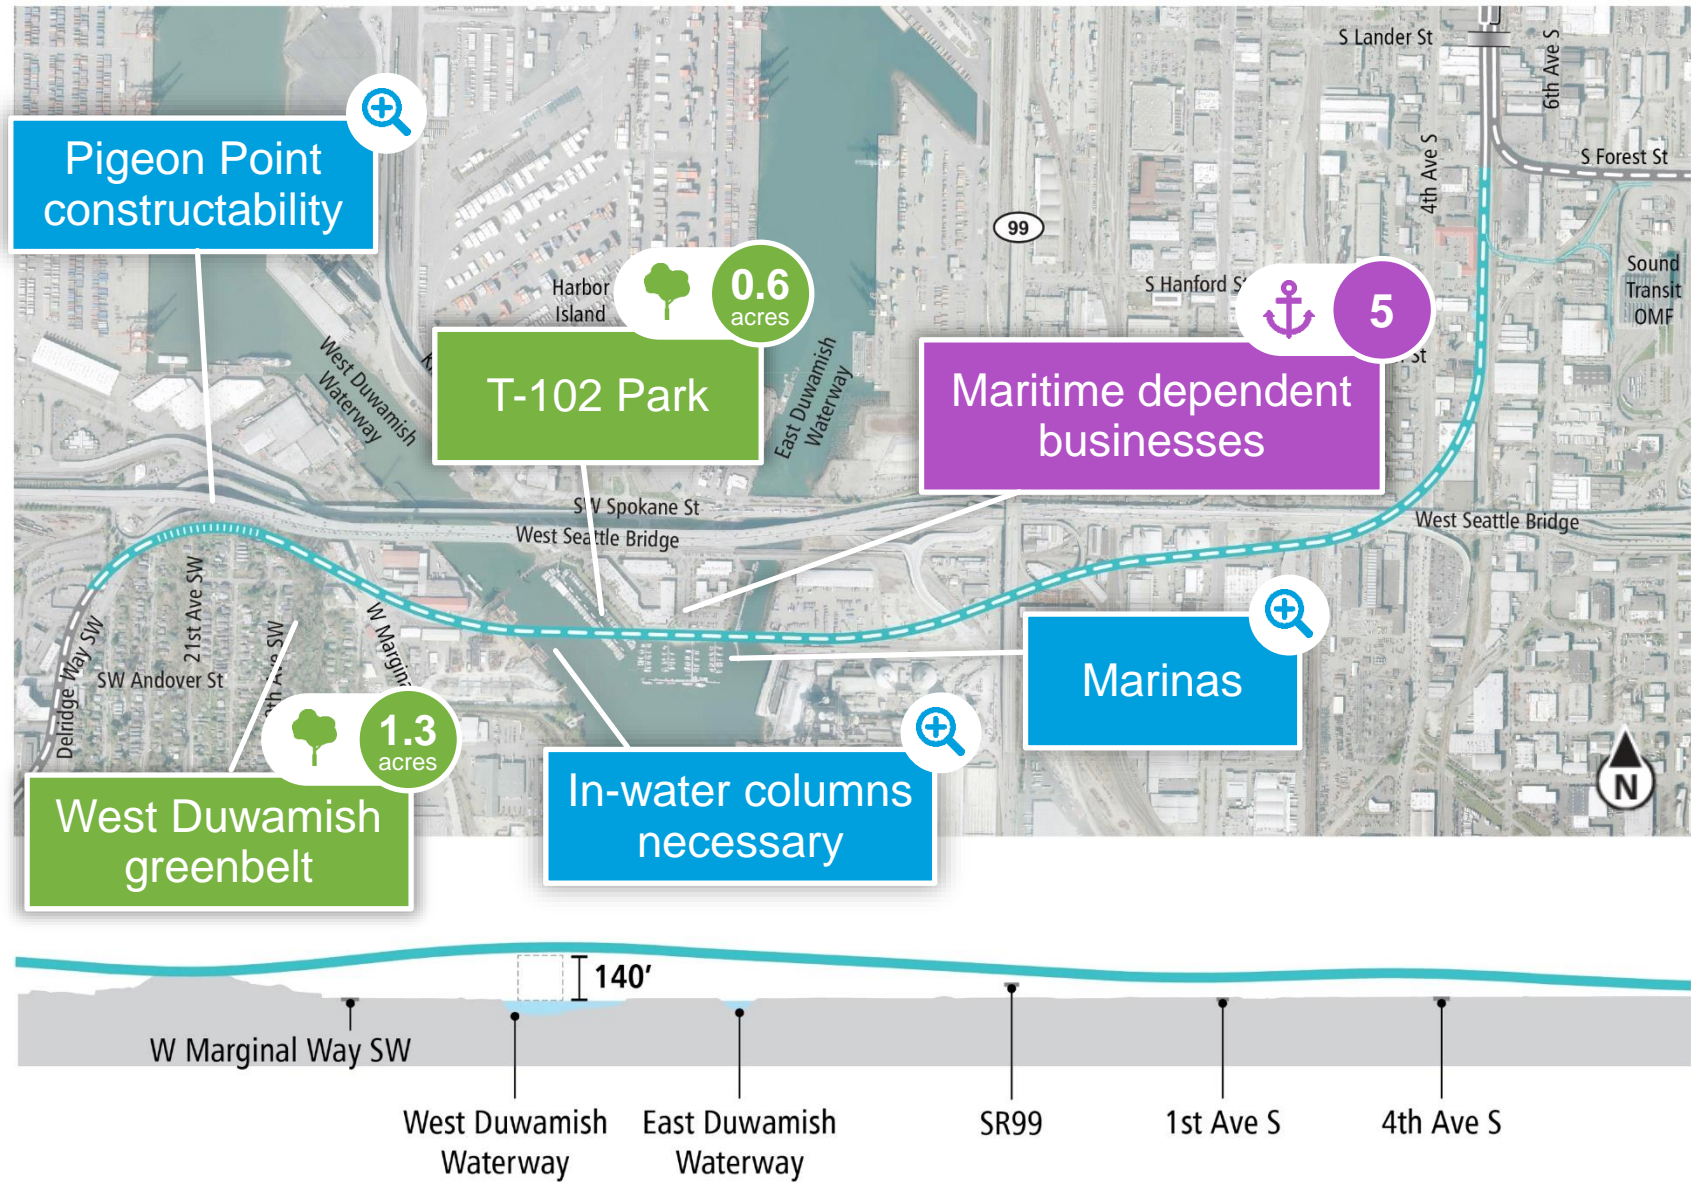 S Lander St
6th Ave S
4th Ave S
S Forest St
Pigeon Point
constructability
99
Harbor
Island
0.6
acres
T-102 Park
S Hanford
5
Sound
Transit
OMF
St
Maritime dependent
businesses
West Duwamish
Waterway
East Duwamish
Waterway
SW Spokane St
West Seattle Bridge
West Seattle Bridge
Delridge Way SW
21st Ave SW
SW Andover St
Ave SW
W Margina
Marinas
1.3
acres
West Duwamish
greenbelt
In-water columns
necessary
N
140'
W Marginal Way SW
West Duwamish
Waterway
East Duwamish
Waterway
SR99
1st Ave S
4th Ave S